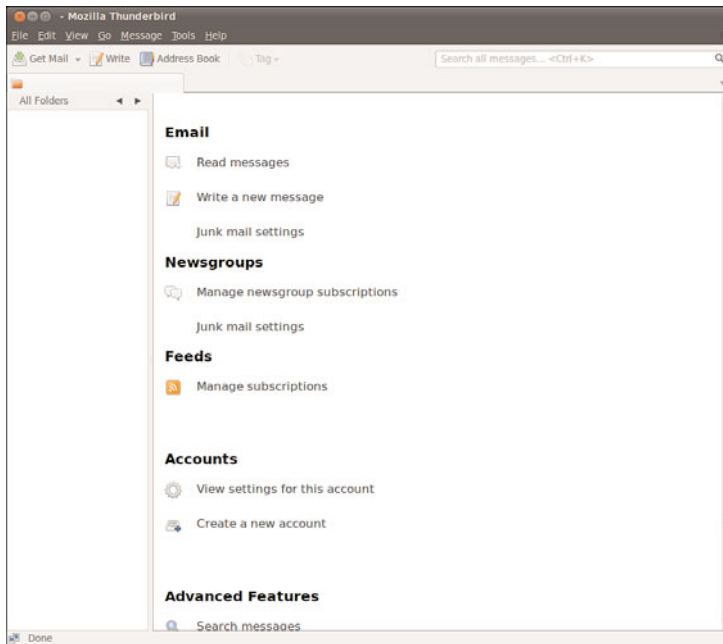 - Mozilla Thunderbird
File Edit View Go Message Tools Help
Get Mail Write Address Book Tag Search all messages... <Ctrl+K>
All Folders
Email
Read messages
Write a new message
Junk mail settings
Newsgroups
Manage newsgroup subscriptions
Junk mail settings
Feeds
Manage subscriptions
Accounts
View settings for this account
Create a new account
Advanced Features
Search messages
Done